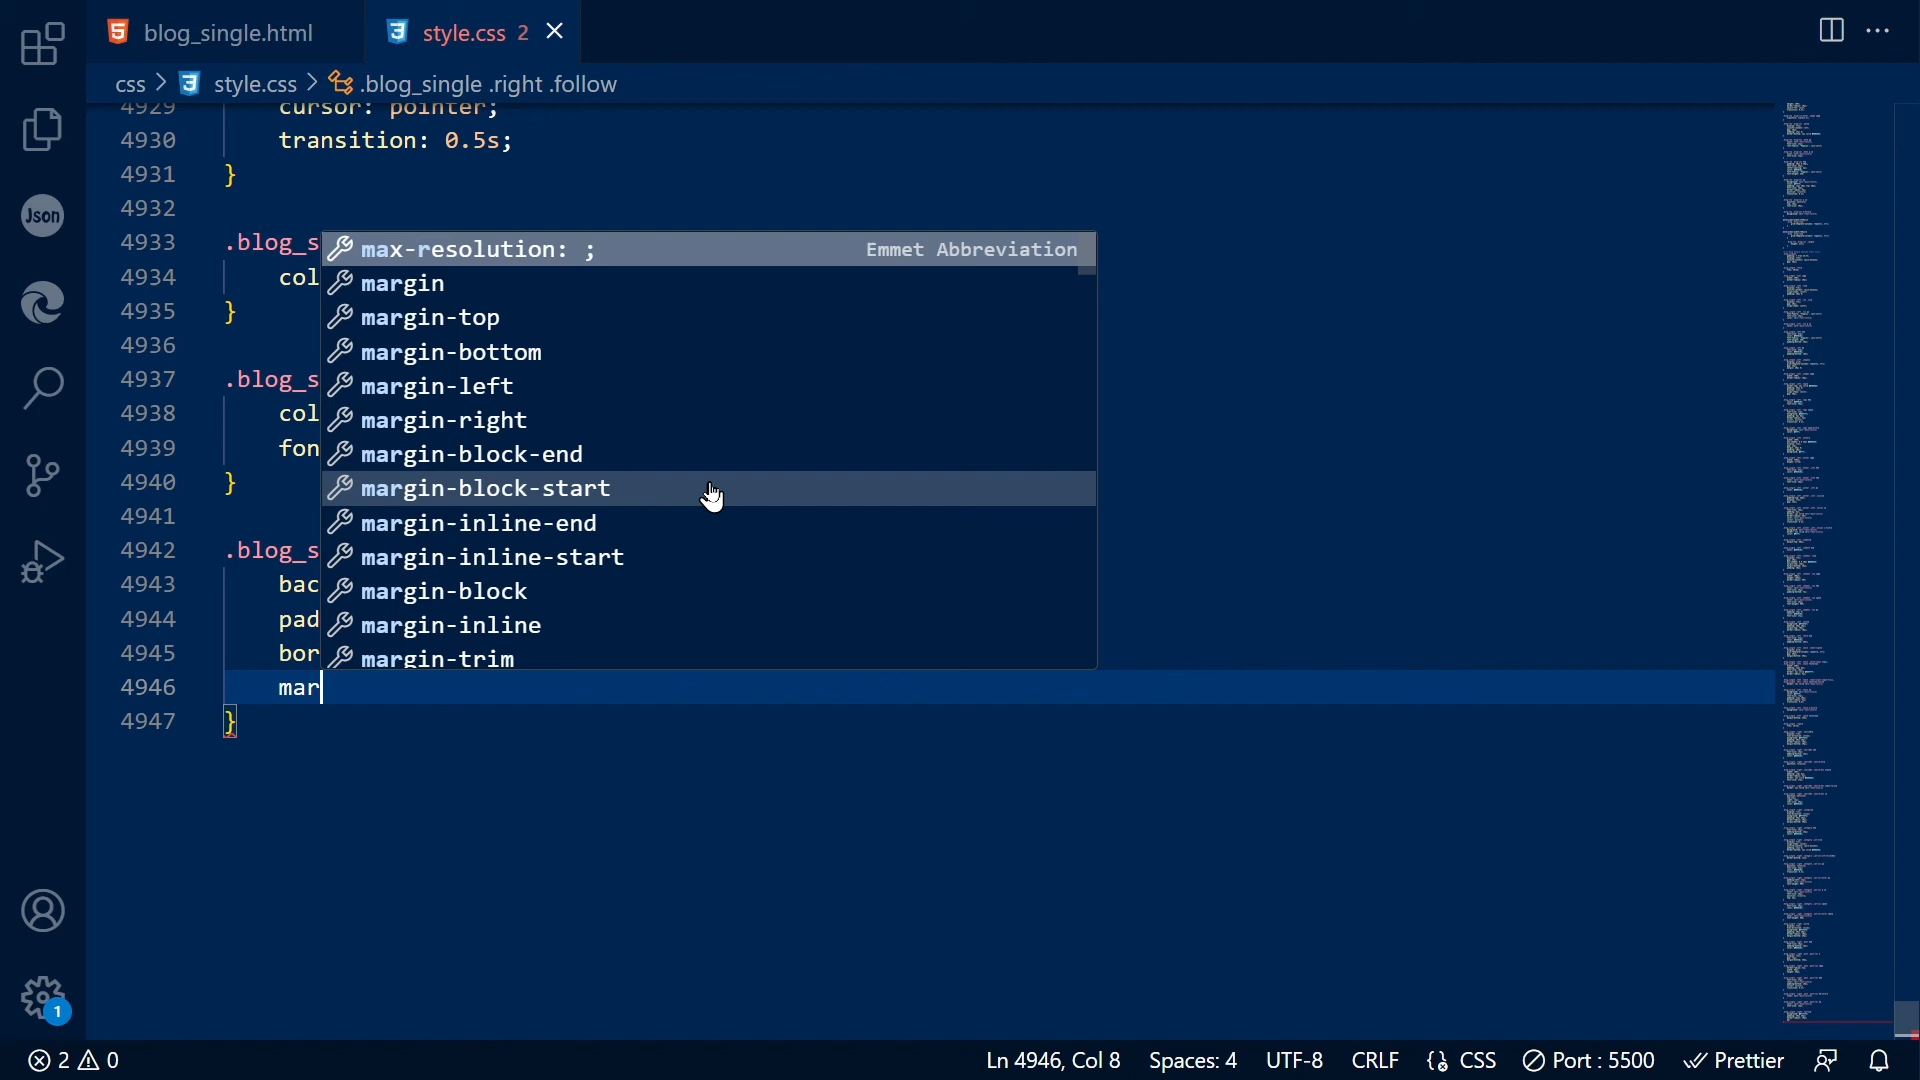 blog_single.html
style.css 2
css > style.css > .blog_single .right .follow
4929 cursor: pointer;
4930 transition: 0.5s;
4931 }
4932
4933 .blog_s
4934 col
4935 }
4936
4937 .blog_s
4938 col
4939 fon
4940 }
4941
4942 .blog_s
4943 bac
4944 pad
4945 bor
4946 mar
4947 }
max-resolution: ; Emmet Abbreviation
margin
margin-top
margin-bottom
margin-left
margin-right
margin-block-end
margin-block-start
margin-inline-end
margin-inline-start
margin-block
margin-inline
margin-trim
Json
1
2 0
Ln 4946, Col 8 Spaces: 4 UTF-8 CRLF CSS Port : 5500 Prettier